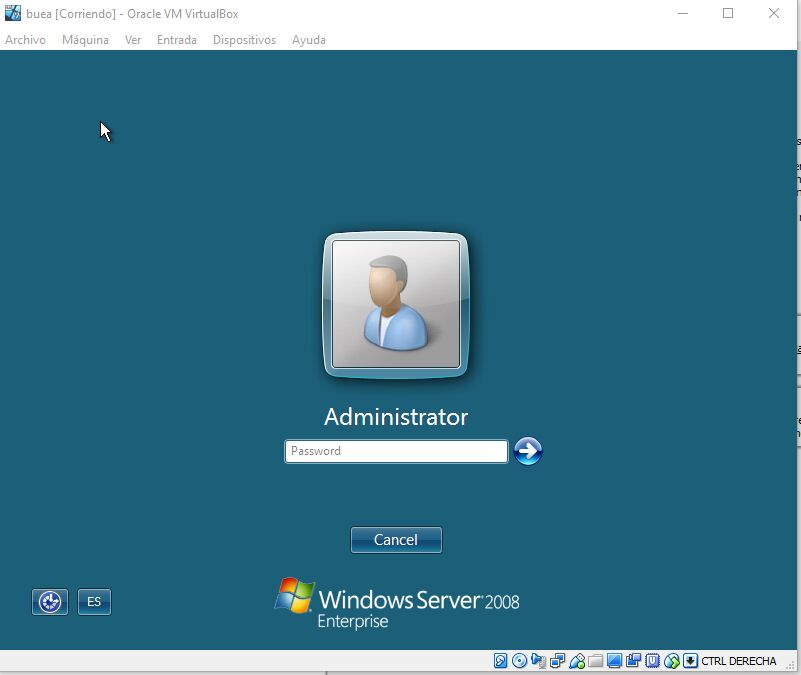 buea [Corriendo] - Oracle VM VirtualBox
Archivo Máquina Ver Entrada Dispositivos Ayuda
Administrator
Password
Cancel
ES
Windows Server 2008
Enterprise
CTRL DERECHA